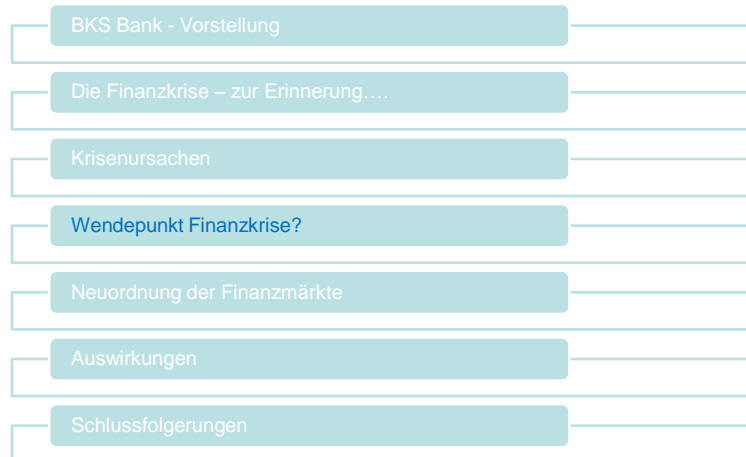 BKS Bank - Vorstellung
Die Finanzkrise – zur Erinnerung….
Krisenursachen
Wendepunkt Finanzkrise?
Neuordnung der Finanzmärkte
Auswirkungen
Schlussfolgerungen